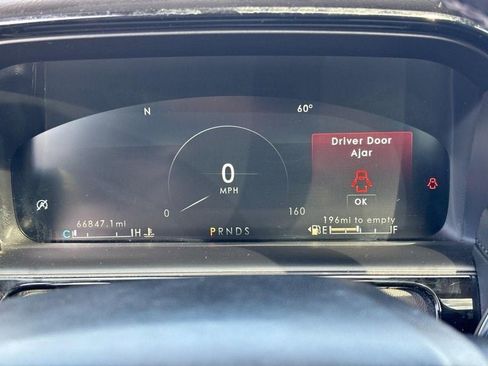 N 60°
Driver Door
Ajar
0
MPH
OK
0 160
66847.1mi 196mi to empty
C H PRNDS E F